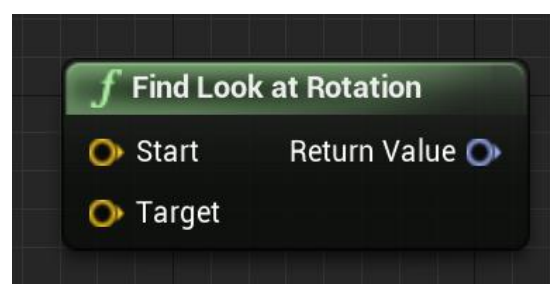 f Find Look at Rotation
Start Return Value
Target